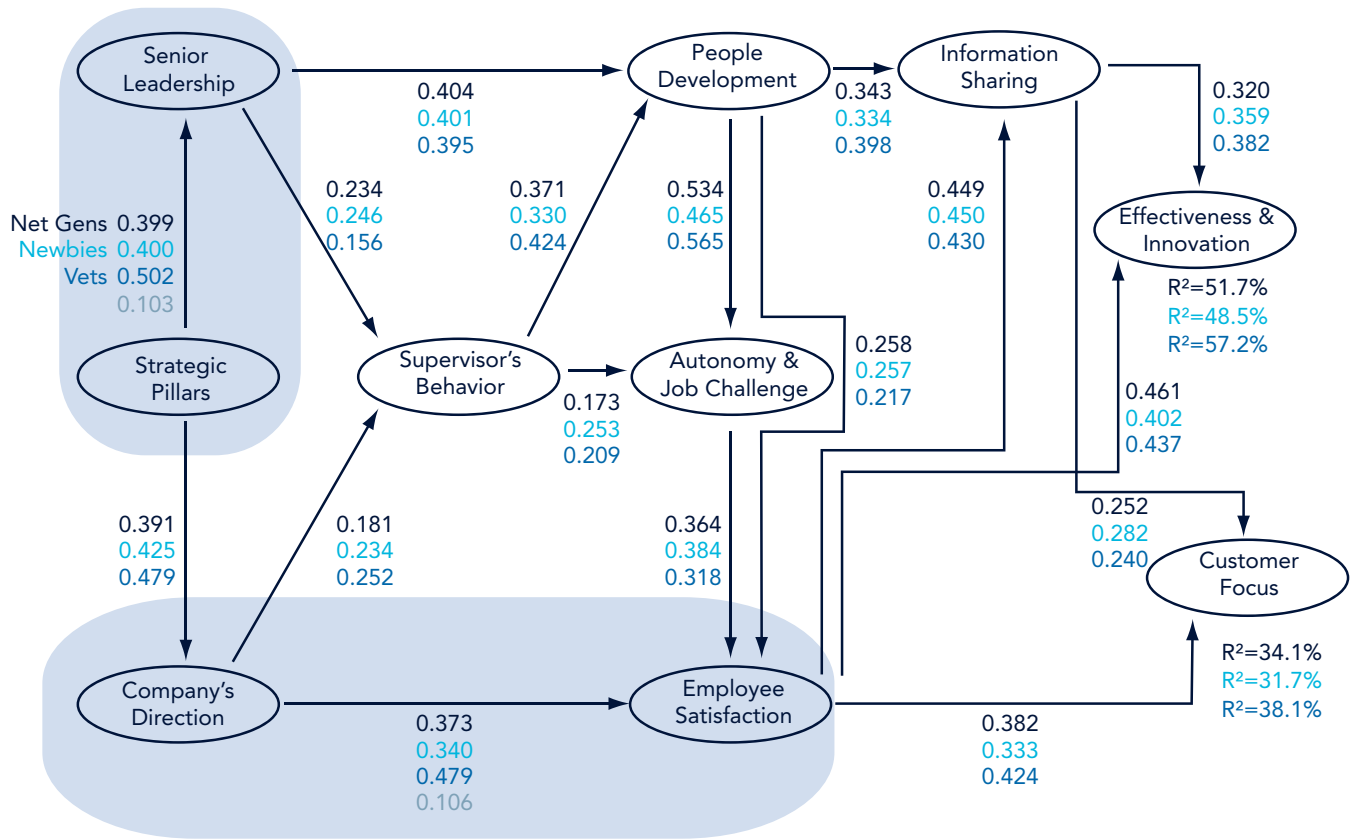 Senior
Leadership
People
Development
Information
Sharing
0.404
0.401
0.395
0.343
0.334
0.398
0.320
0.359
0.382
0.234
0.246
0.156
0.371
0.330
0.424
0.534
0.465
0.565
0.449
0.450
0.430
Effectiveness &
Innovation
R²=51.7%
R²=48.5%
R²=57.2%
Net Gens 0.399
Newbies 0.400
Vets 0.502
0.103
Strategic
Pillars
Supervisor's
Behavior
Autonomy &
Job Challenge
0.258
0.257
0.217
0.173
0.253
0.209
0.461
0.402
0.437
0.391
0.425
0.479
0.181
0.234
0.252
0.364
0.384
0.318
0.252
0.282
0.240
Customer
Focus
R²=34.1%
R²=31.7%
R²=38.1%
Company's
Direction
Employee
Satisfaction
0.373
0.340
0.479
0.106
0.382
0.333
0.424